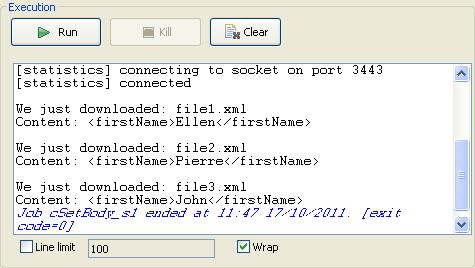 Execution
Run Kill Clear
[statistics] connecting to socket on port 3443
[statistics] connected
We just downloaded: file1.xml
Content: <firstName>Ellen</firstName>
We just downloaded: file2.xml
Content: <firstName>Pierre</firstName>
We just downloaded: file3.xml
Content: <firstName>John</firstName>
Job cSetBody_s1 ended at 11:47 17/10/2011. [exit
code=0]
Line limit 100 Wrap